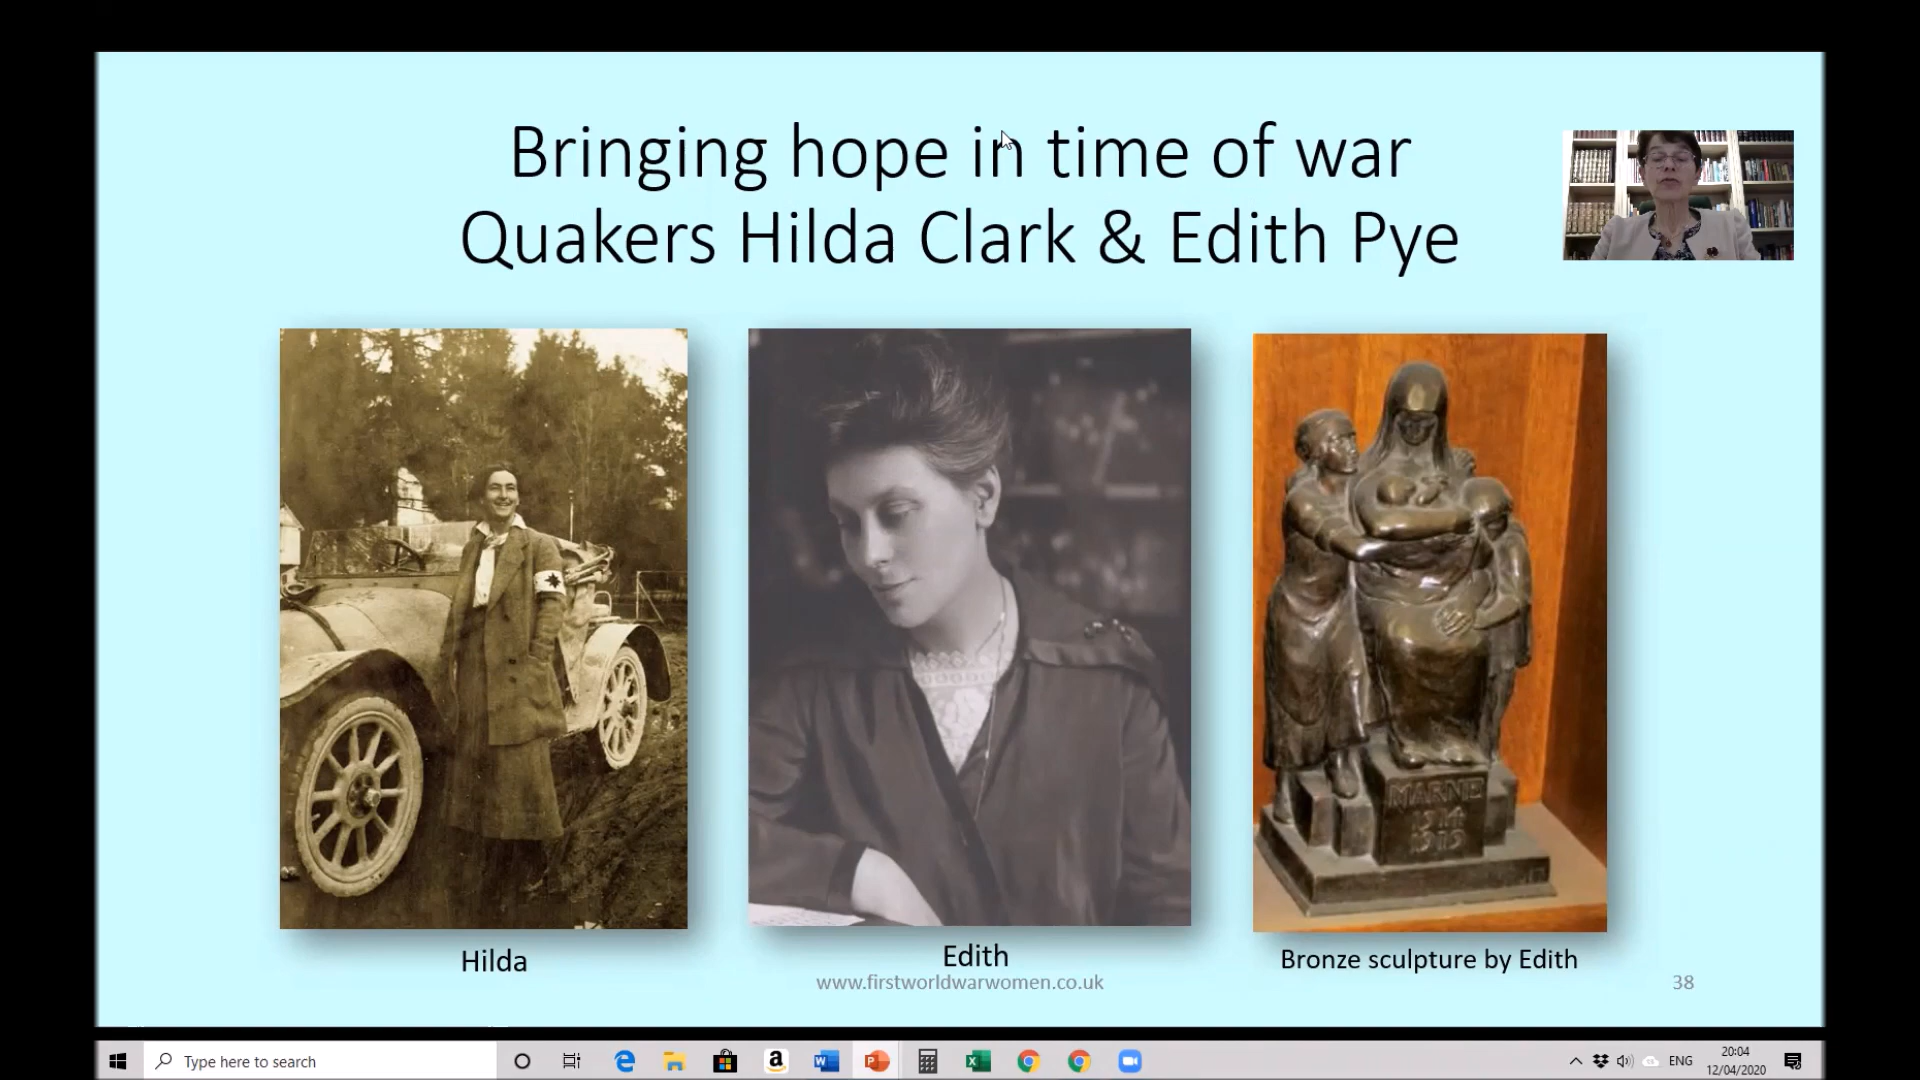 Bringing hope in time of war
Quakers Hilda Clark & Edith Pye
MARNE
1914
1919
Hilda
Edith
Bronze sculpture by Edith
www.firstworldwarwomen.co.uk
38
Type here to search
ENG
20:04
12/04/2020